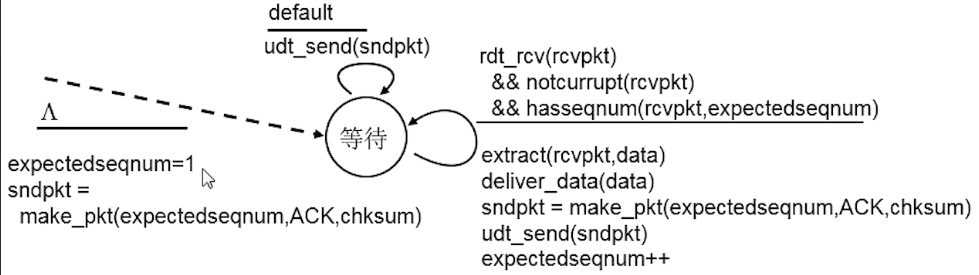 default
udt_send(sndpkt)
Λ
expectedseqnum=1
sndpkt =
make_pkt(expectedseqnum,ACK,chksum)
等待
rdt_rcv(rcvpkt)
&& notcurrupt(rcvpkt)
&& hasseqnum(rcvpkt,expectedseqnum)
extract(rcvpkt,data)
deliver_data(data)
sndpkt = make_pkt(expectedseqnum,ACK,chksum)
udt_send(sndpkt)
expectedseqnum++